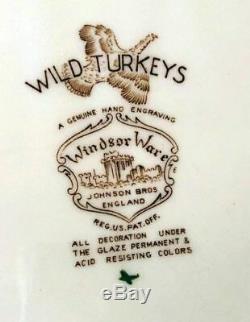 WILD TURKEYS
A GENUINE HAND ENGRAVING
Windsor Ware
JOHNSON BROS
ENGLAND
REG.U.S.PAT.OFF.
ALL DECORATION UNDER
THE GLAZE PERMANENT &
ACID RESISTING COLORS
ebay